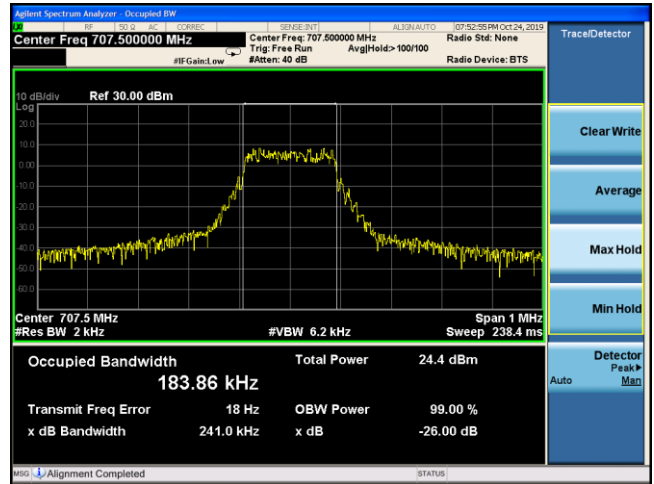 Agilent Spectrum Analyzer - Occupied BW
RF 50 Ω AC CORREC SENSE:INT ALIGN AUTO 07:52:55 PM Oct 24, 2019
Center Freq 707.500000 MHz Center Freq: 707.500000 MHz Radio Std: None Trace/Detector
Trig: Free Run Avg|Hold:> 100/100
#IFGain:Low #Atten: 40 dB Radio Device: BTS
10 dB/div Ref 30.00 dBm
Log
20.0
10.0
0.00
-10.0
-20.0
-30.0
-40.0
-50.0
-60.0
Clear Write
Average
Max Hold
Min Hold
Center 707.5 MHz Span 1 MHz
#Res BW 2 kHz #VBW 6.2 kHz Sweep 238.4 ms
Occupied Bandwidth Total Power 24.4 dBm
183.86 kHz
Transmit Freq Error 18 Hz OBW Power 99.00 %
x dB Bandwidth 241.0 kHz x dB -26.00 dB
Detector
Peak▶
Auto Man
MSG Alignment Completed STATUS